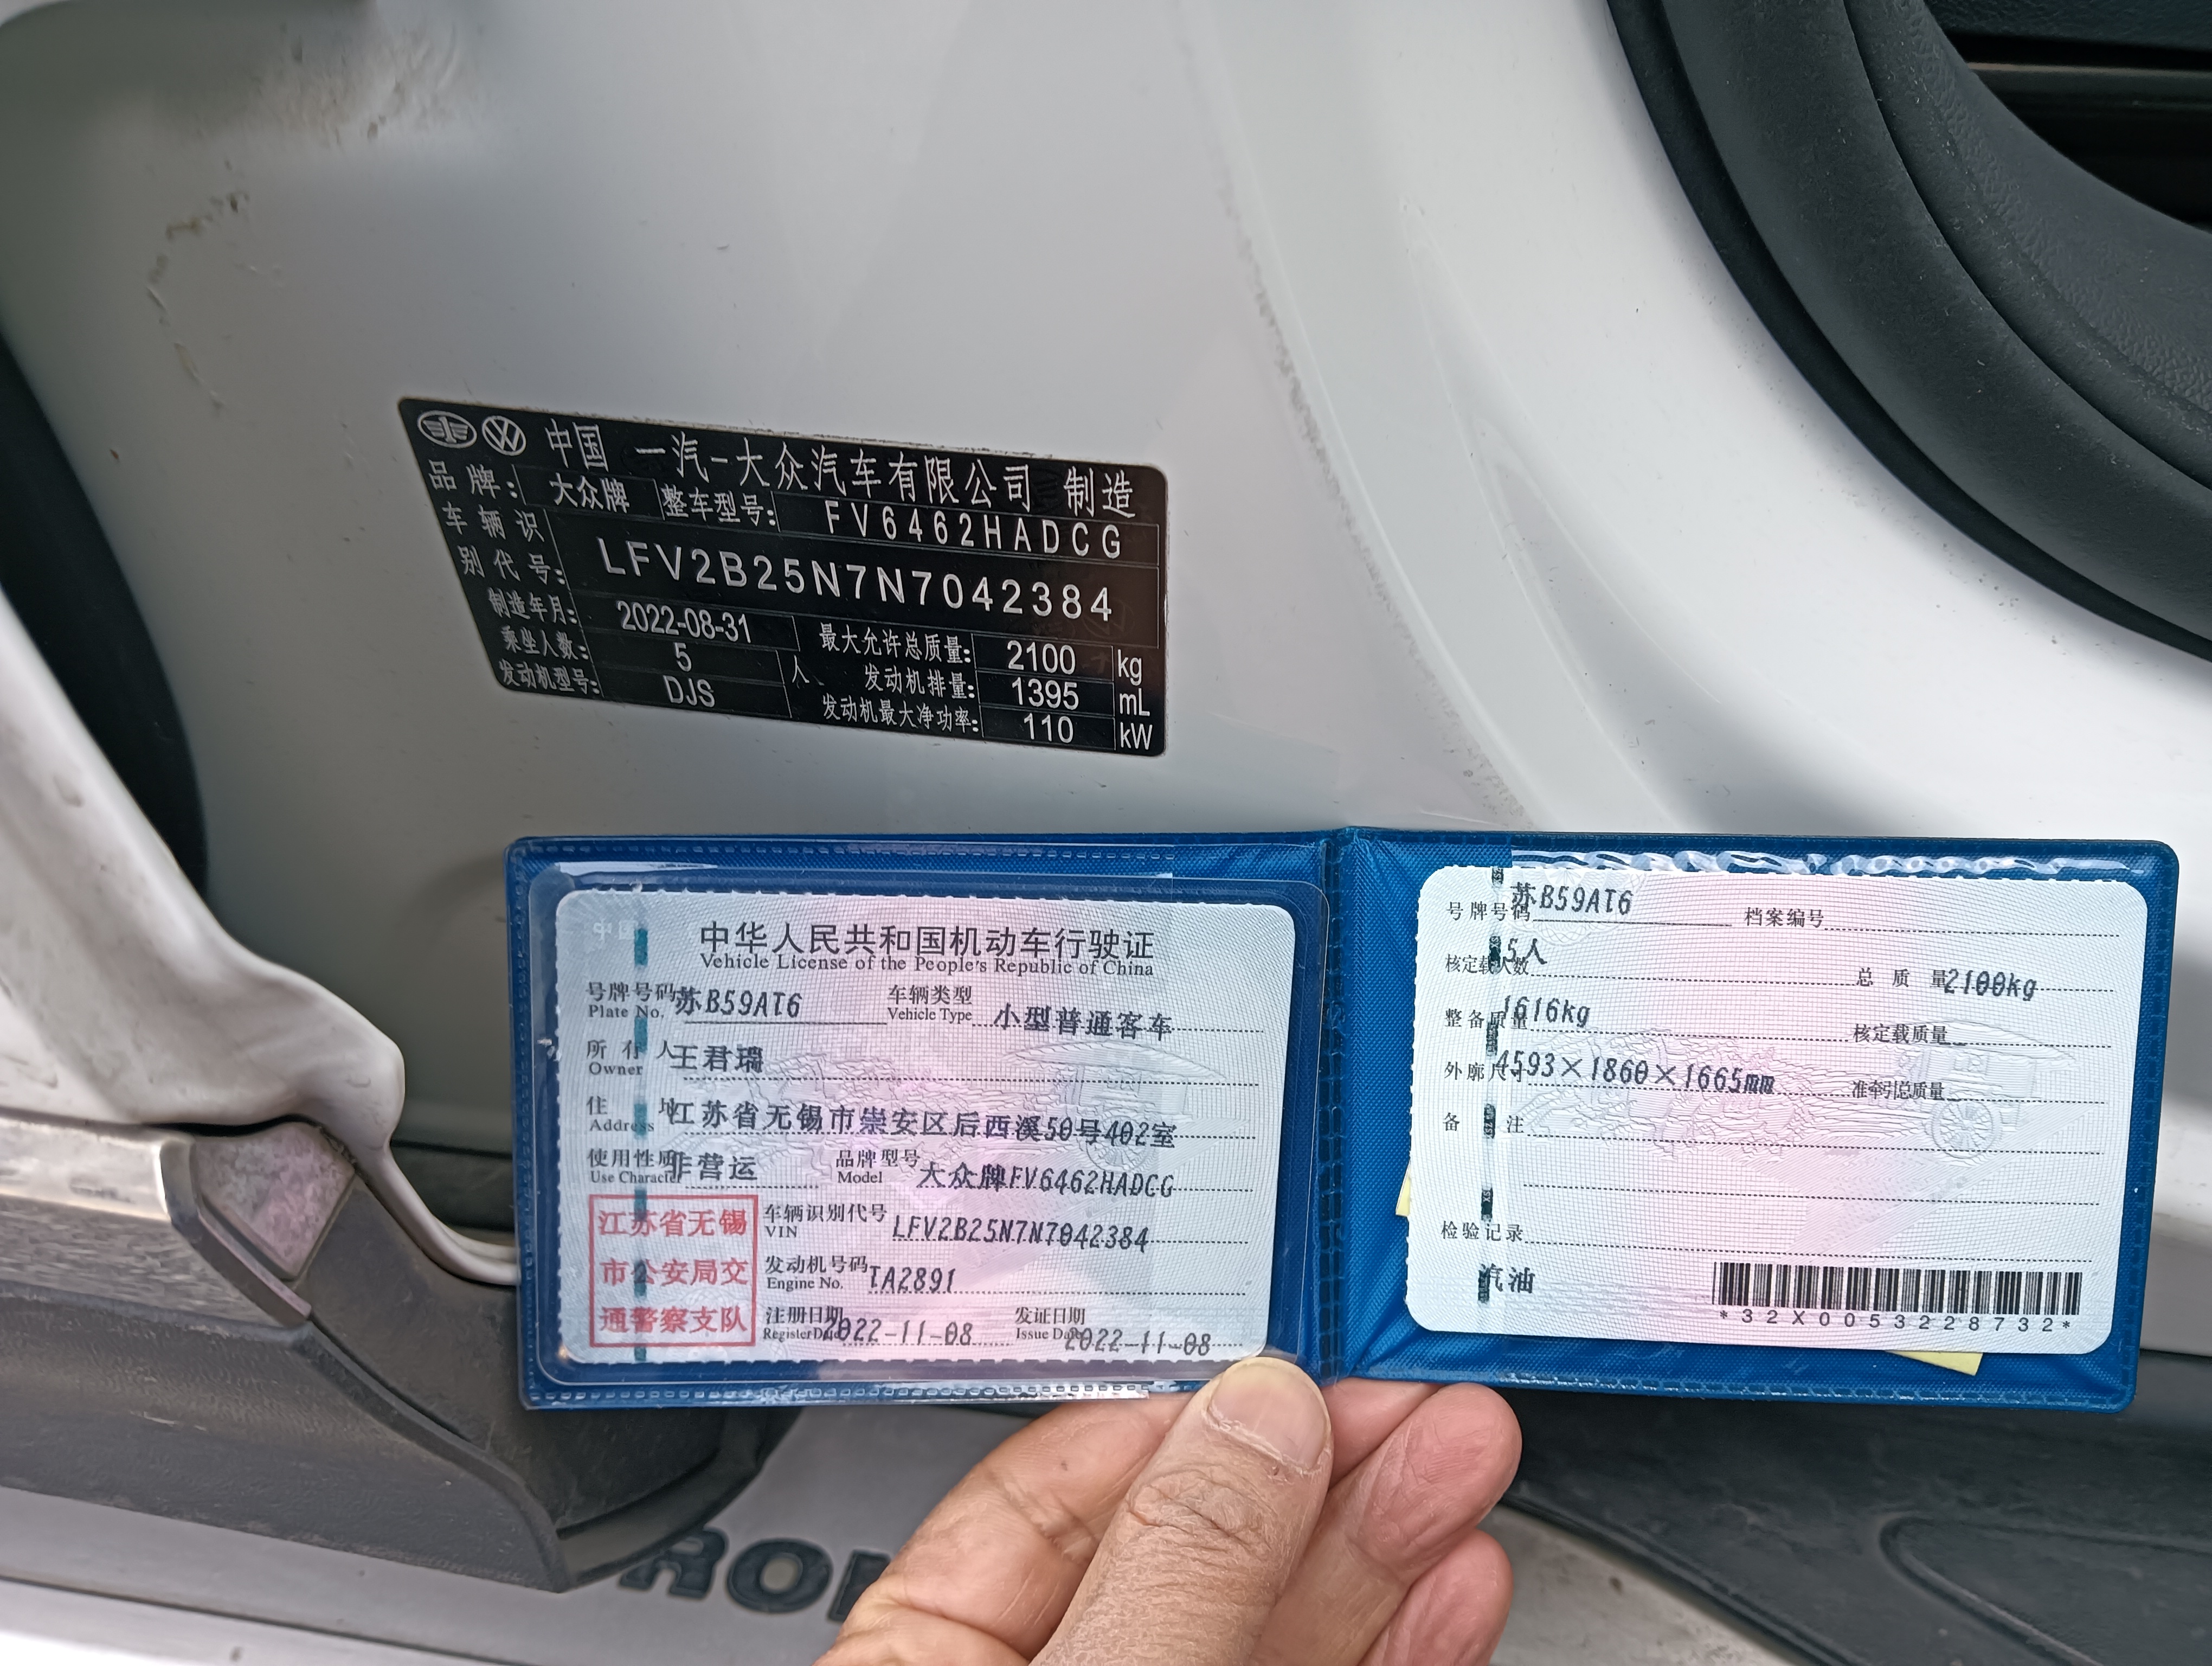 中国 一汽-大众汽车有限公司 制造
品牌: 大众牌 整车型号: FV6462HADCG
车辆识别代号: LFV2B25N7N7042384
制造年月: 2022-08-31 最大允许总质量: 2100 kg
乘坐人数: 5 人 发动机排量: 1395 mL
发动机型号: DJS 发动机最大净功率: 110 kW
中华人民共和国机动车行驶证
Vehicle License of the People's Republic of China
号牌号码 苏B59AT6 车辆类型 小型普通客车
Plate No. Vehicle Type
所有人 王君瑞
Owner
住址 江苏省无锡市崇安区后西溪50号402室
Address
使用性质 非营运 品牌型号 大众牌FV6462HADCG
Use Character Model
江苏省无锡
市公安局交
通警察支队
车辆识别代号 LFV2B25N7N7042384
VIN
发动机号码 TA2891
Engine No.
注册日期 2022-11-08 发证日期 2022-11-08
Register Date Issue Date
号牌号码 苏B59AT6 档案编号
核定载人数 5人 总质量 2100kg
整备质量 1616kg 核定载质量
外廓尺寸 4593×1860×1665mm 准牵引总质量
备注
检验记录
汽油
*32X0053228732*